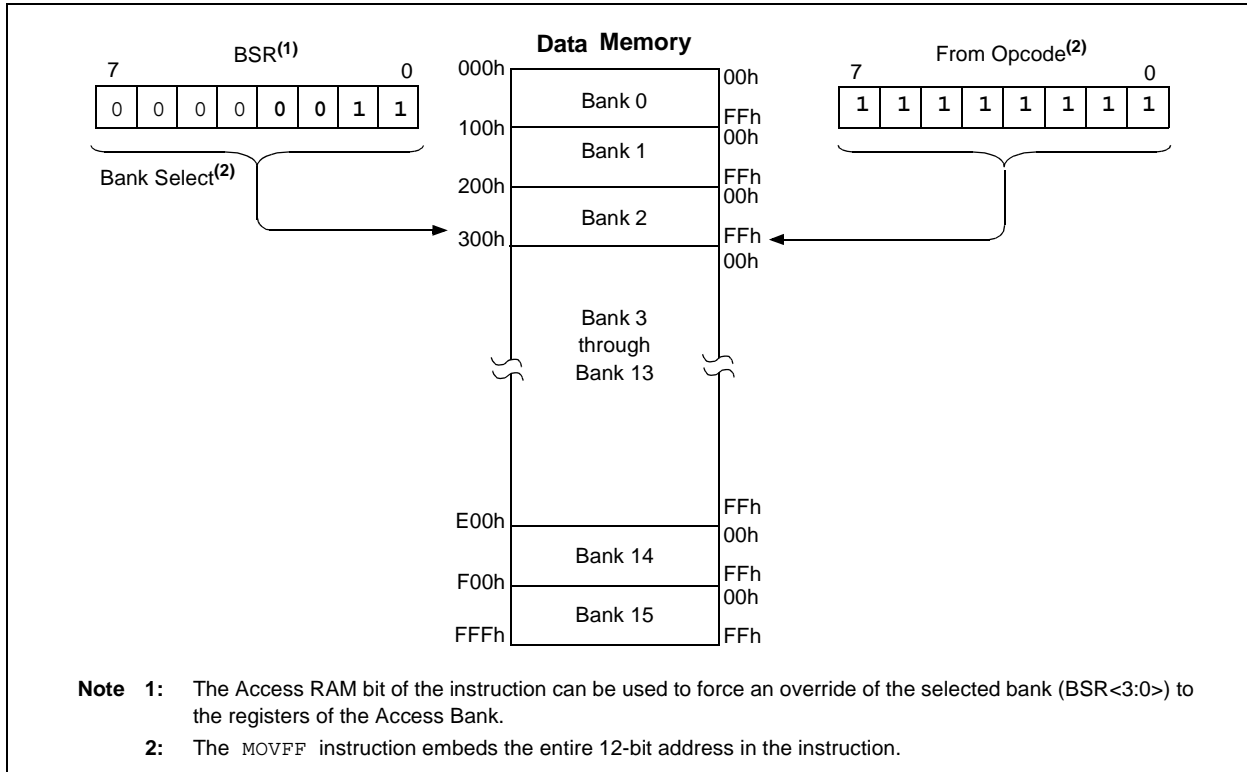 Data Memory
BSR(1)
7 0
0 0 0 0 0 0 1 1
Bank Select(2)
From Opcode(2)
7 0
1 1 1 1 1 1 1 1
000h
00h
Bank 0
FFh
100h
00h
Bank 1
FFh
200h
00h
Bank 2
FFh
300h
00h
Bank 3
through
Bank 13
FFh
E00h
00h
Bank 14
FFh
F00h
00h
Bank 15
FFFh
FFh
Note 1: The Access RAM bit of the instruction can be used to force an override of the selected bank (BSR<3:0>) to
the registers of the Access Bank.
2: The MOVFF instruction embeds the entire 12-bit address in the instruction.